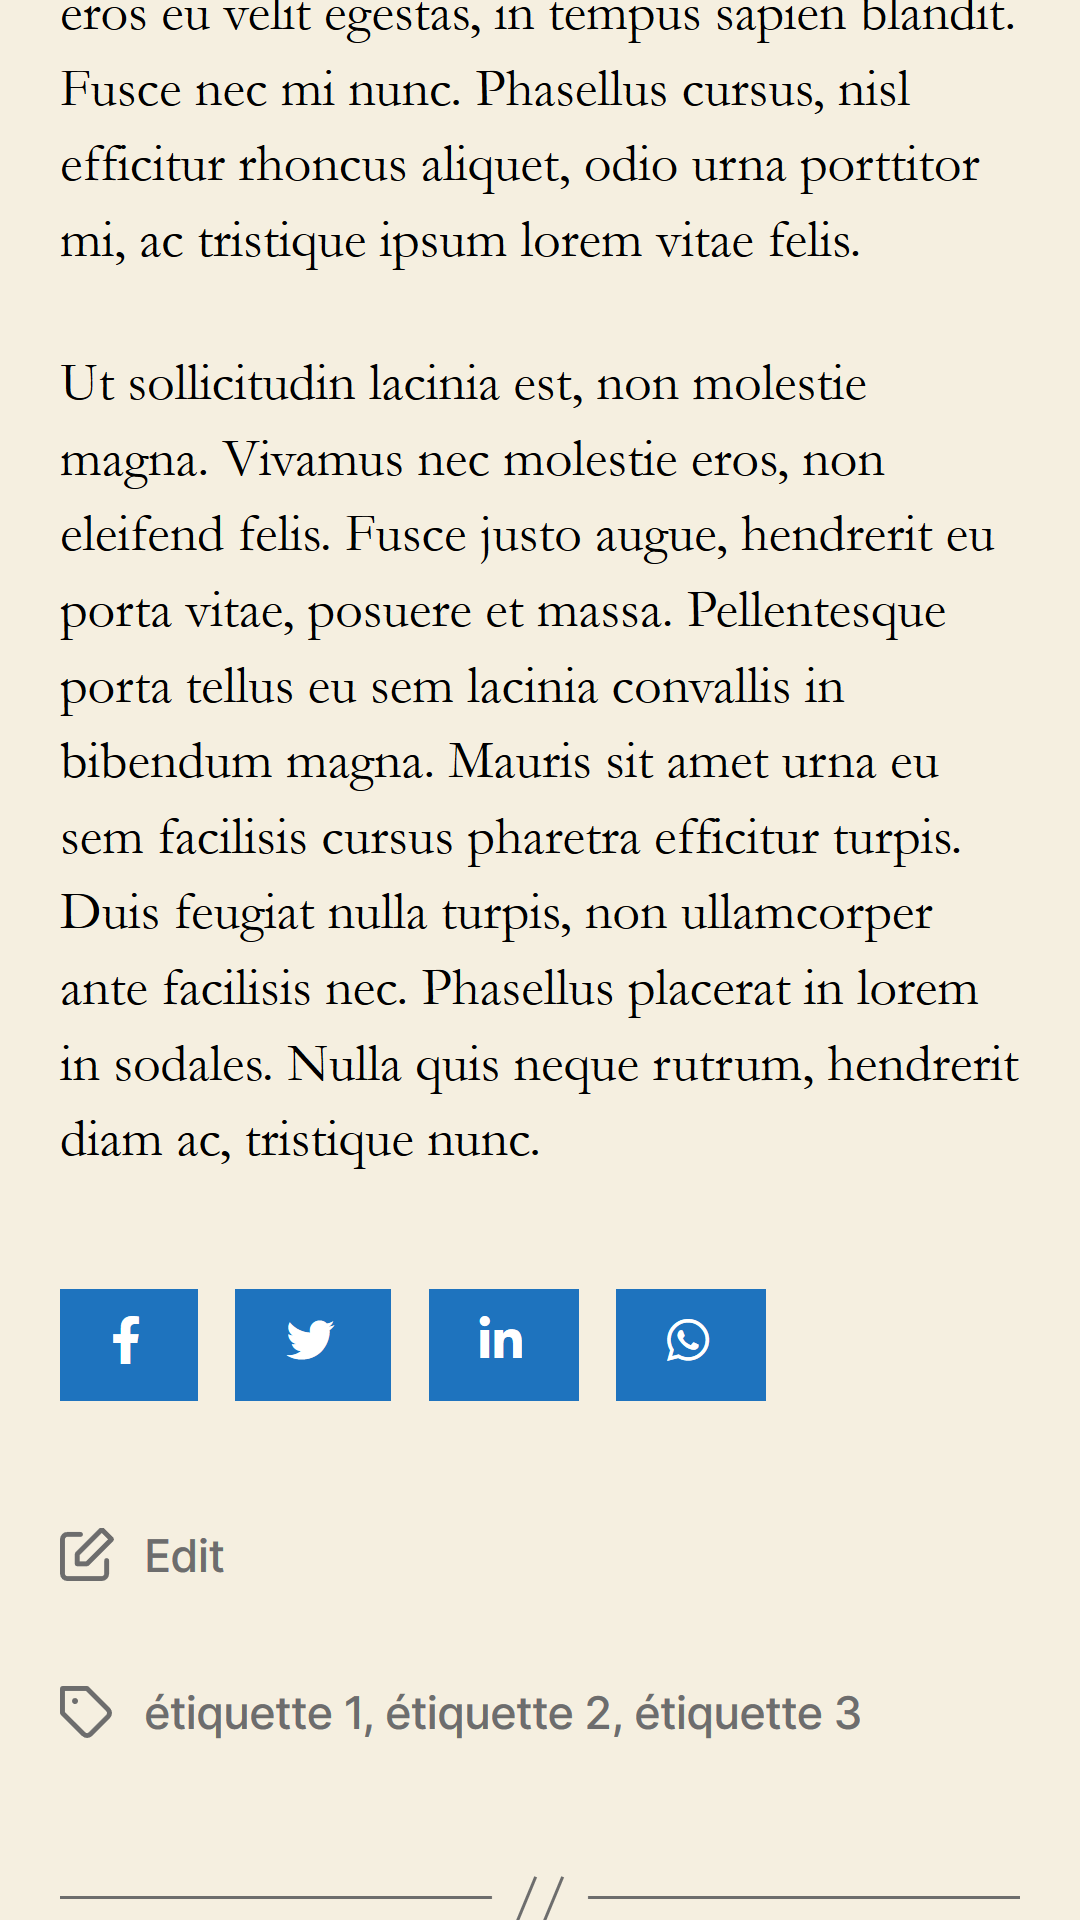 eros eu velit egestas, in tempus sapien blandit.
Fusce nec mi nunc. Phasellus cursus, nisl
efficitur rhoncus aliquet, odio urna porttitor
mi, ac tristique ipsum lorem vitae felis.
Ut sollicitudin lacinia est, non molestie
magna. Vivamus nec molestie eros, non
eleifend felis. Fusce justo augue, hendrerit eu
porta vitae, posuere et massa. Pellentesque
porta tellus eu sem lacinia convallis in
bibendum magna. Mauris sit amet urna eu
sem facilisis cursus pharetra efficitur turpis.
Duis feugiat nulla turpis, non ullamcorper
ante facilisis nec. Phasellus placerat in lorem
in sodales. Nulla quis neque rutrum, hendrerit
diam ac, tristique nunc.
Edit
étiquette 1, étiquette 2, étiquette 3